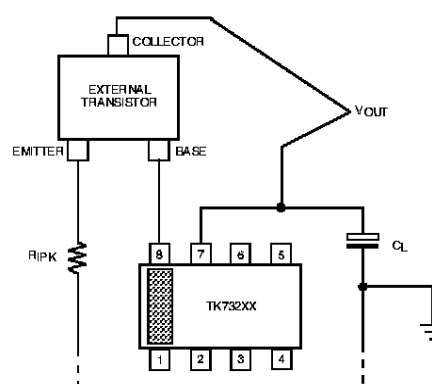 COLLECTOR
EXTERNAL
TRANSISTOR
VOUT
EMITTER
BASE
RIPK
CL
8
7
6
5
TK732XX
1
2
3
4